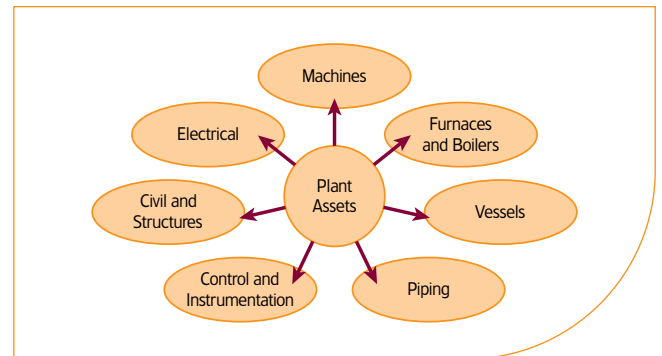 Machines
Electrical
Furnaces
and Boilers
Plant
Assets
Civil and
Structures
Vessels
Control and
Instrumentation
Piping